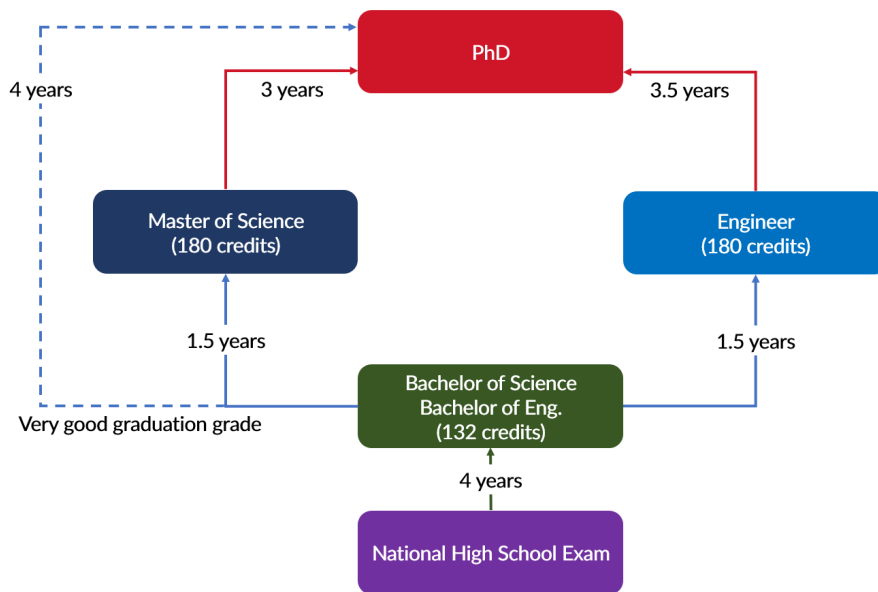 PhD
4 years
3 years
3.5 years
Master of Science
(180 credits)
Engineer
(180 credits)
1.5 years
1.5 years
Bachelor of Science
Bachelor of Eng.
(132 credits)
Very good graduation grade
4 years
National High School Exam